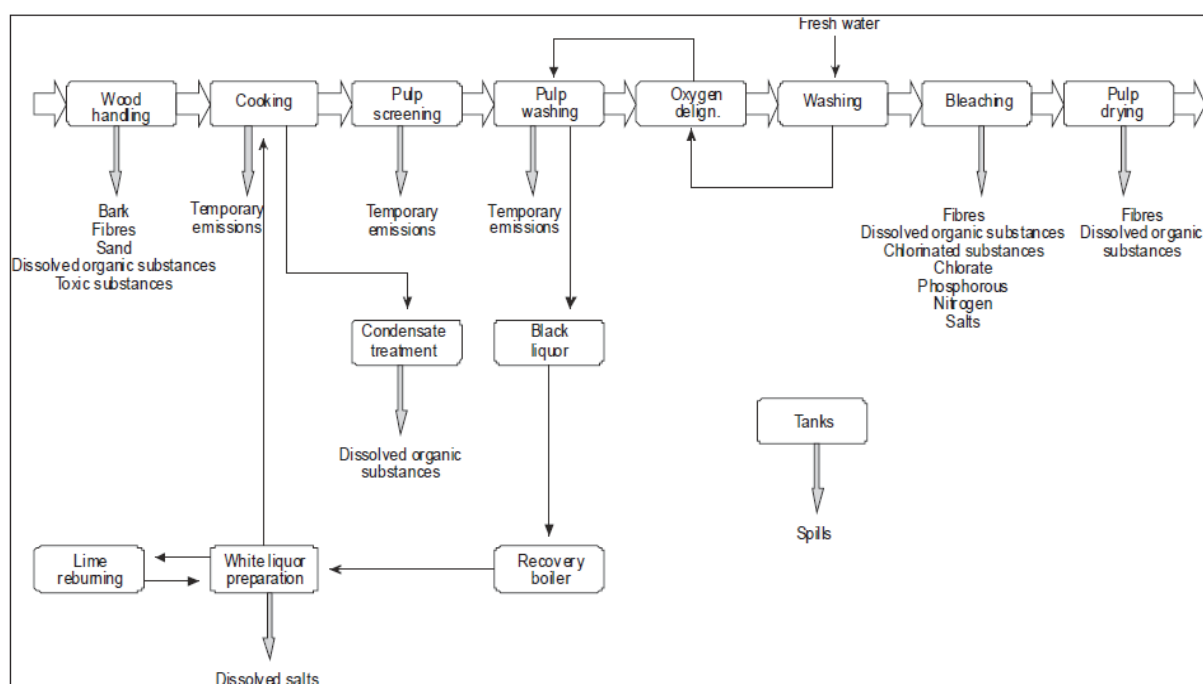 Fresh water
Wood
handling
Cooking
Pulp
screening
Pulp
washing
Oxygen
delign.
Washing
Bleaching
Pulp
drying
Bark
Fibres
Sand
Dissolved organic substances
Toxic substances
Temporary
emissions
Temporary
emissions
Temporary
emissions
Fibres
Dissolved organic substances
Chlorinated substances
Chlorate
Phosphorous
Nitrogen
Salts
Fibres
Dissolved organic
substances
Condensate
treatment
Black
liquor
Dissolved organic
substances
Tanks
Spills
Lime
reburning
White liquor
preparation
Recovery
boiler
Dissolved salts